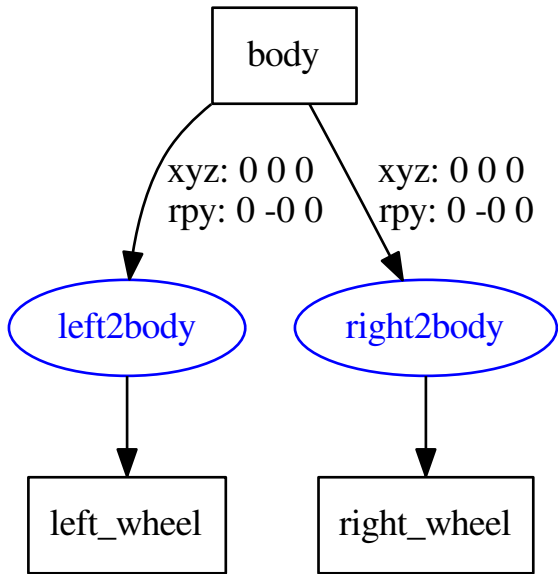 body
xyz: 0 0 0
rpy: 0 -0 0
xyz: 0 0 0
rpy: 0 -0 0
left2body
right2body
left_wheel
right_wheel